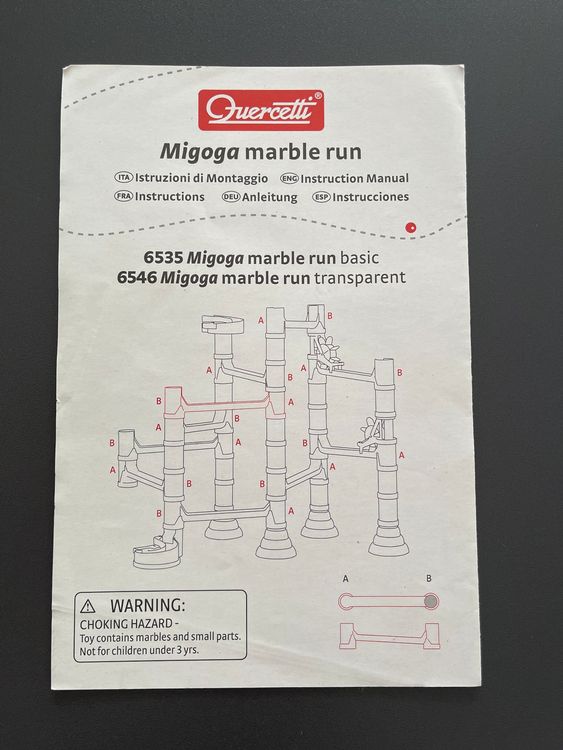 Quercetti®
Migoga marble run
ITA Istruzioni di Montaggio ENG Instruction Manual
FRA Instructions DEU Anleitung ESP Instrucciones
6535 Migoga marble run basic
6546 Migoga marble run transparent
A B
A B A
B A
B A
B A B
A A
B B
B A
A B
WARNING:
CHOKING HAZARD -
Toy contains marbles and small parts.
Not for children under 3 yrs.